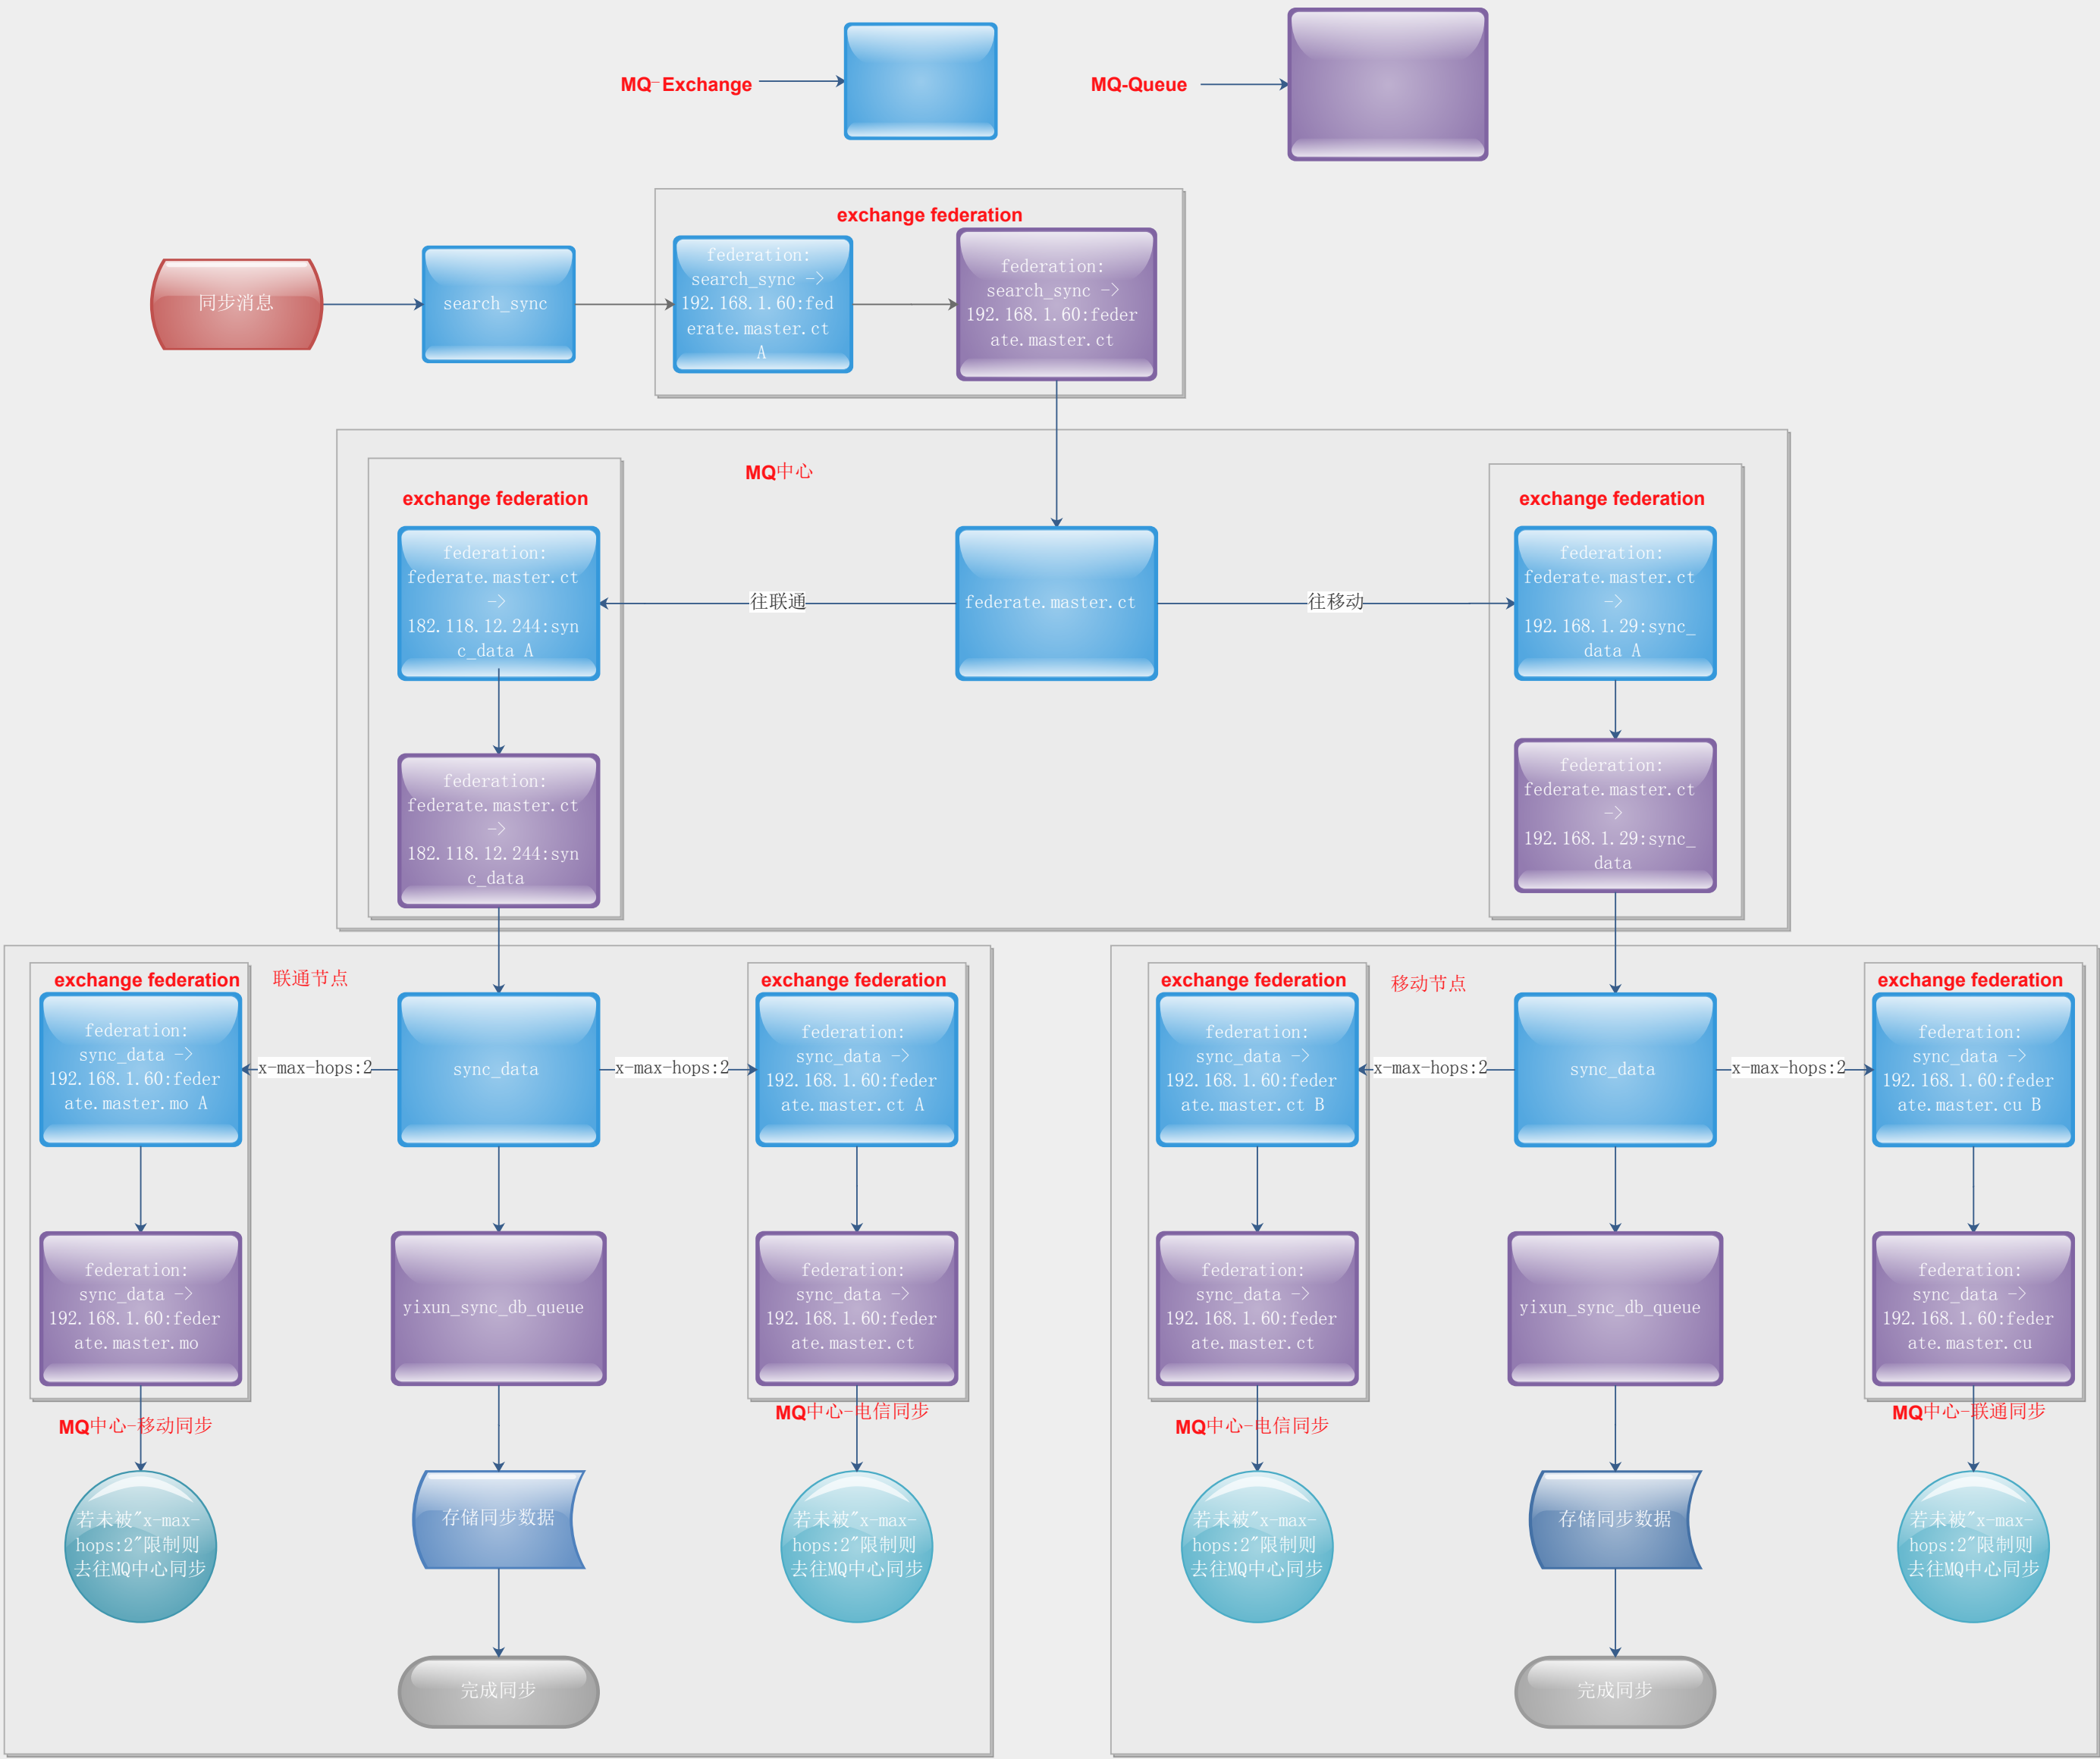 MQ-Exchange
MQ-Queue
exchange federation
同步消息
search_sync
federation:
search_sync ->
192.168.1.60:fed
erate.master.ct
A
federation:
search_sync ->
192.168.1.60:feder
ate.master.ct
MQ中心
exchange federation
federation:
federate.master.ct
->
182.118.12.244:syn
c_data A
往联通
federate.master.ct
往移动
exchange federation
federation:
federate.master.ct
->
192.168.1.29:sync_
data A
federation:
federate.master.ct
->
182.118.12.244:syn
c_data
federation:
federate.master.ct
->
192.168.1.29:sync_
data
exchange federation
联通节点
exchange federation
federation:
sync_data ->
192.168.1.60:feder
ate.master.mo A
x-max-hops:2
sync_data
x-max-hops:2
federation:
sync_data ->
192.168.1.60:feder
ate.master.ct A
federation:
sync_data ->
192.168.1.60:feder
ate.master.mo
yixun_sync_db_queue
federation:
sync_data ->
192.168.1.60:feder
ate.master.ct
MQ中心-移动同步
MQ中心-电信同步
若未被"x-max-
hops:2"限制则
去往MQ中心同步
存储同步数据
若未被"x-max-
hops:2"限制则
去往MQ中心同步
完成同步
exchange federation
移动节点
exchange federation
federation:
sync_data ->
192.168.1.60:feder
ate.master.ct B
x-max-hops:2
sync_data
x-max-hops:2
federation:
sync_data ->
192.168.1.60:feder
ate.master.cu B
federation:
sync_data ->
192.168.1.60:feder
ate.master.ct
yixun_sync_db_queue
federation:
sync_data ->
192.168.1.60:feder
ate.master.cu
MQ中心-电信同步
MQ中心-联通同步
若未被"x-max-
hops:2"限制则
去往MQ中心同步
存储同步数据
若未被"x-max-
hops:2"限制则
去往MQ中心同步
完成同步